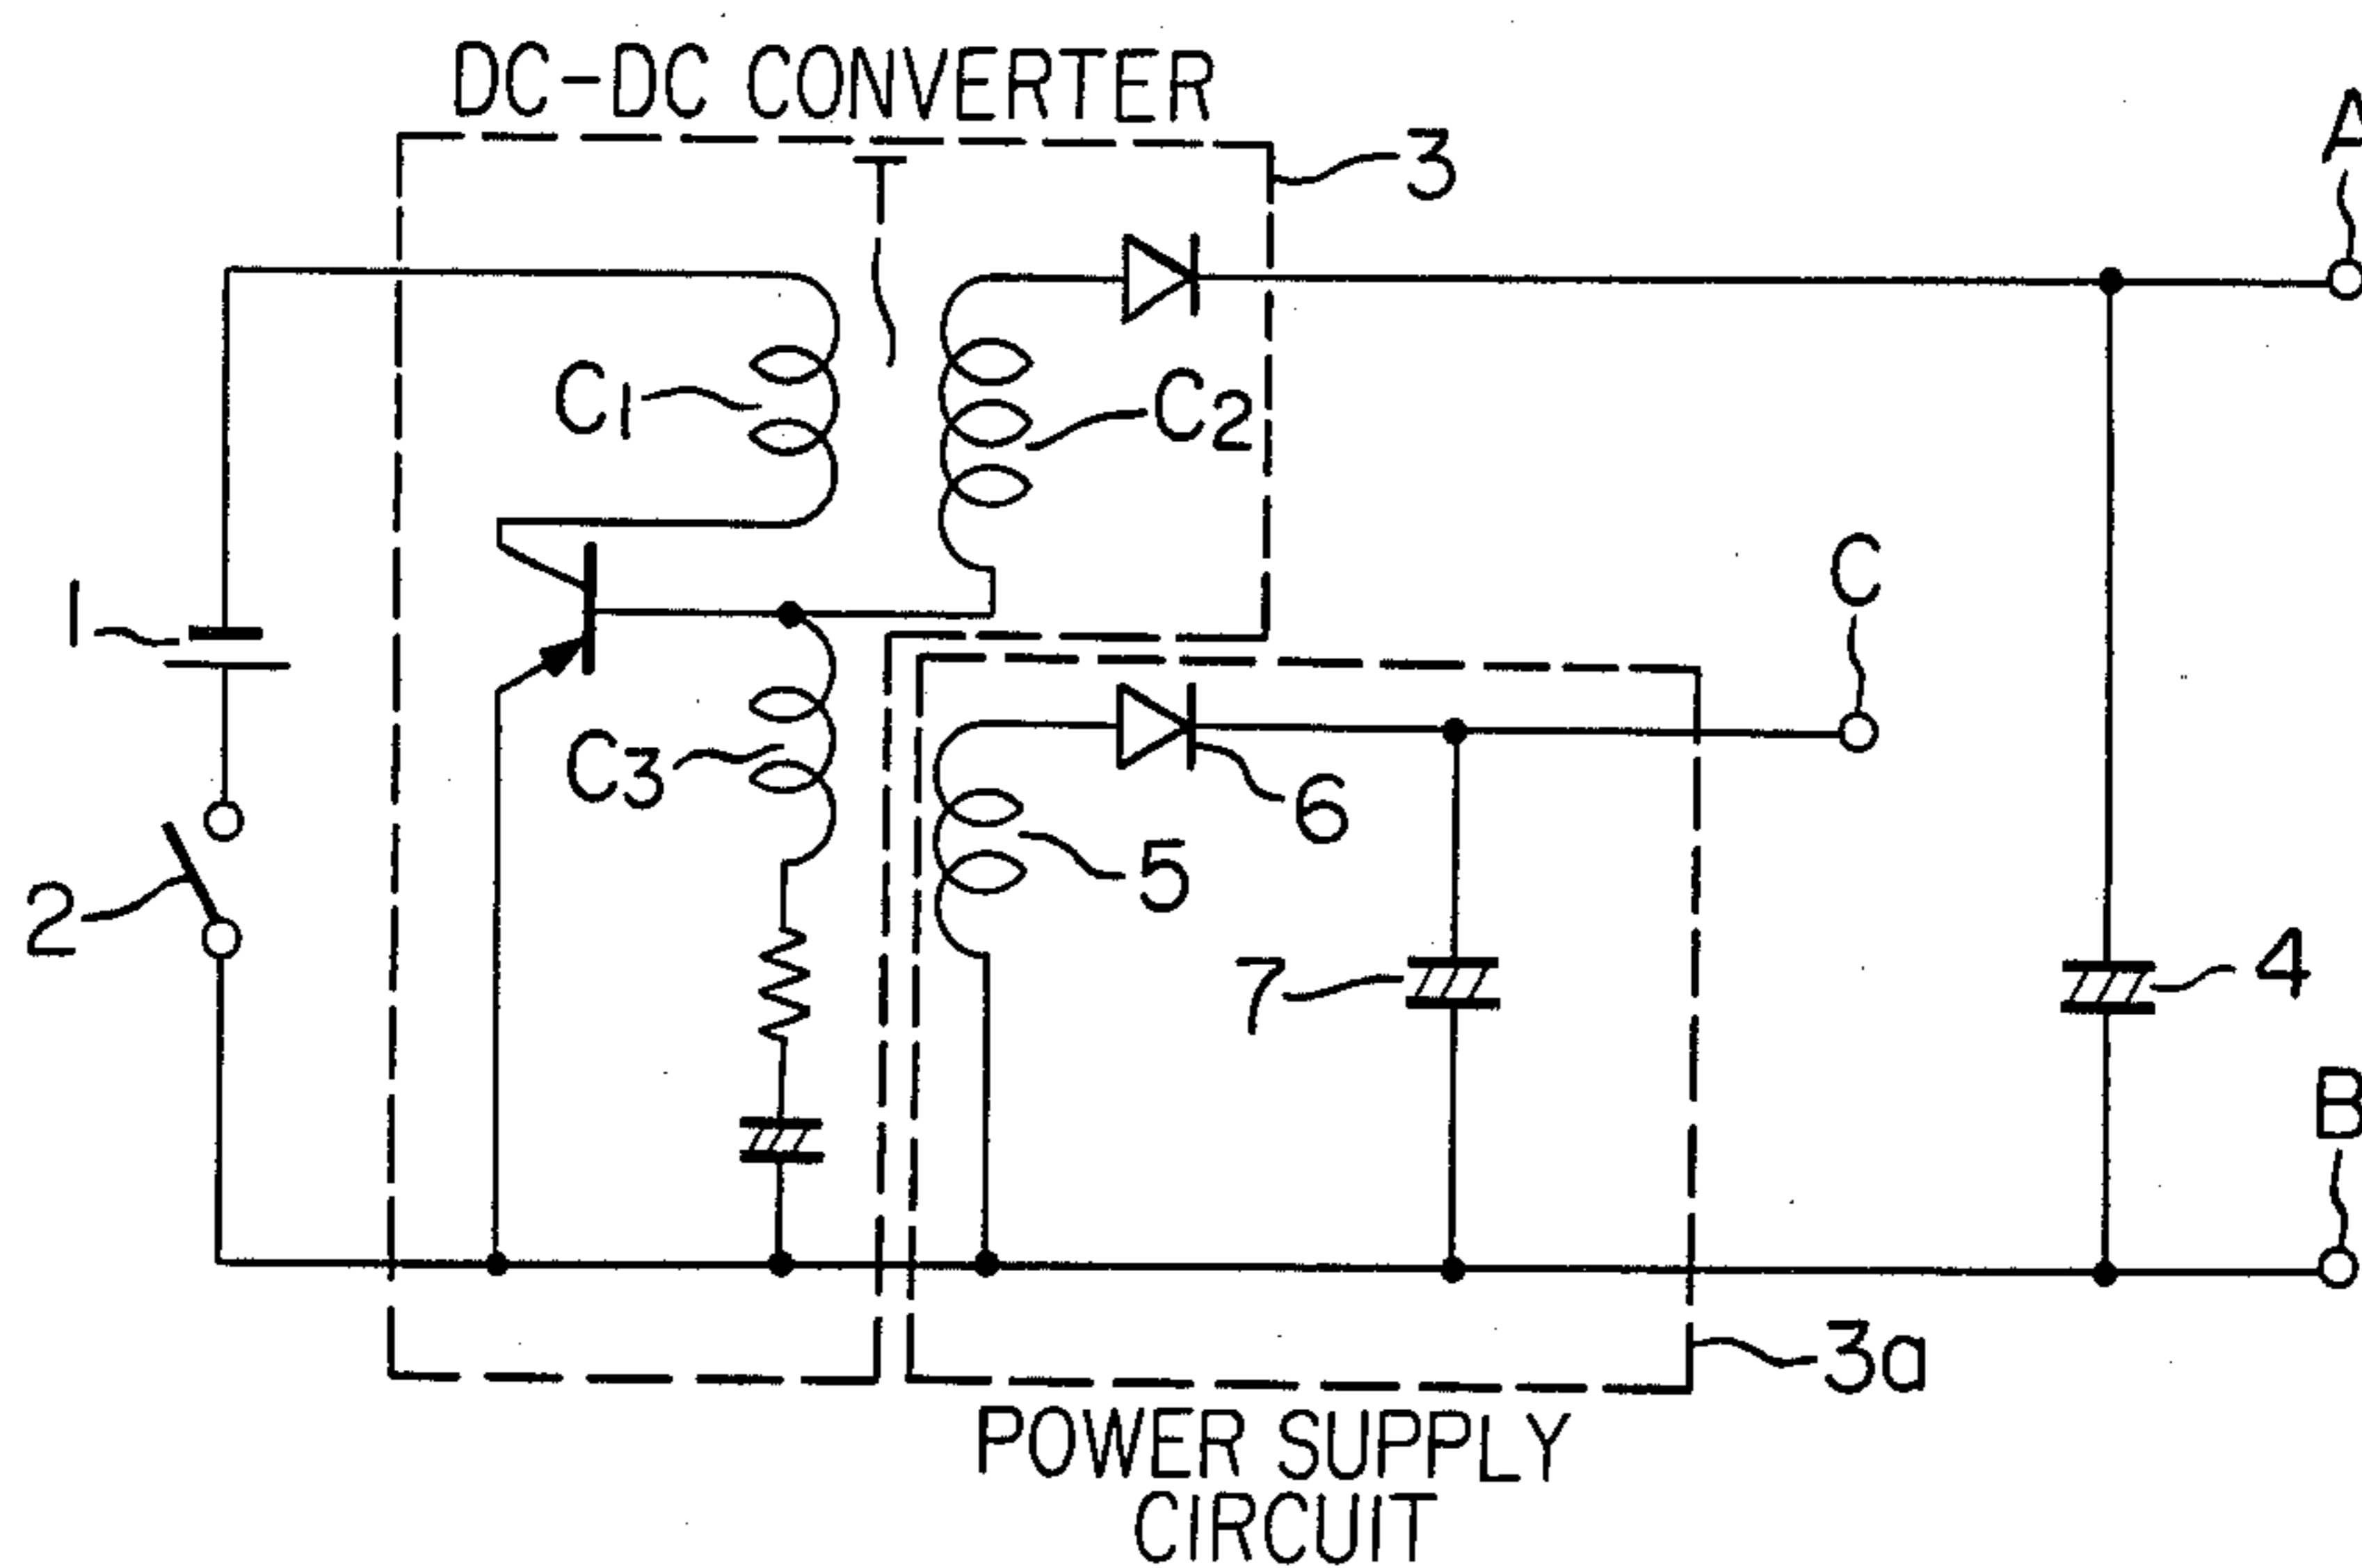 DC-DC CONVERTER
3
A
T
C1
C2
C
1
C3
6
2
5
7
4
B
3a
POWER SUPPLY
CIRCUIT